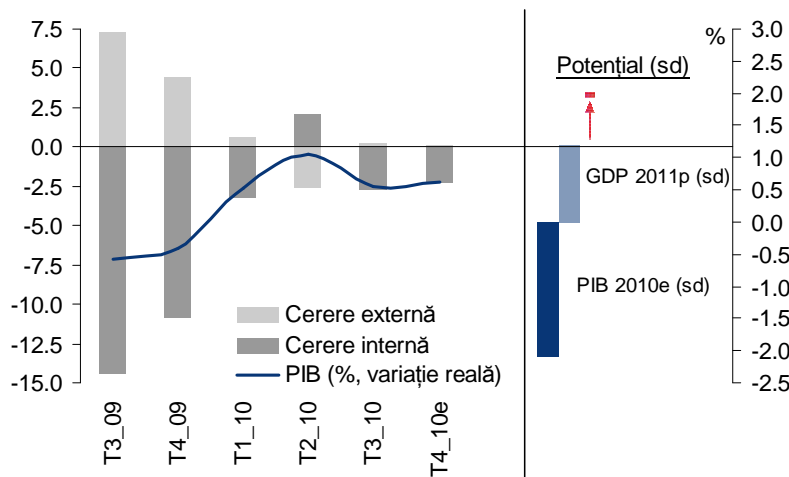 7.5
5.0
2.5
0.0
-2.5
-5.0
-7.5
-10.0
-12.5
-15.0
Cerere externă
Cerere internă
PIB (%, variație reală)
T3_09
T4_09
T1_10
T2_10
T3_10
T4_10e
%
Potențial (sd)
GDP 2011p (sd)
PIB 2010e (sd)
3.0
2.5
2.0
1.5
1.0
0.5
0.0
-0.5
-1.0
-1.5
-2.0
-2.5